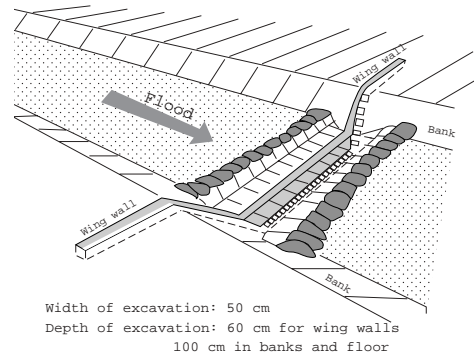 Wing wall
Flood
Bank
Wing wall
Bank
Width of excavation: 50 cm
Depth of excavation: 60 cm for wing walls
100 cm in banks and floor